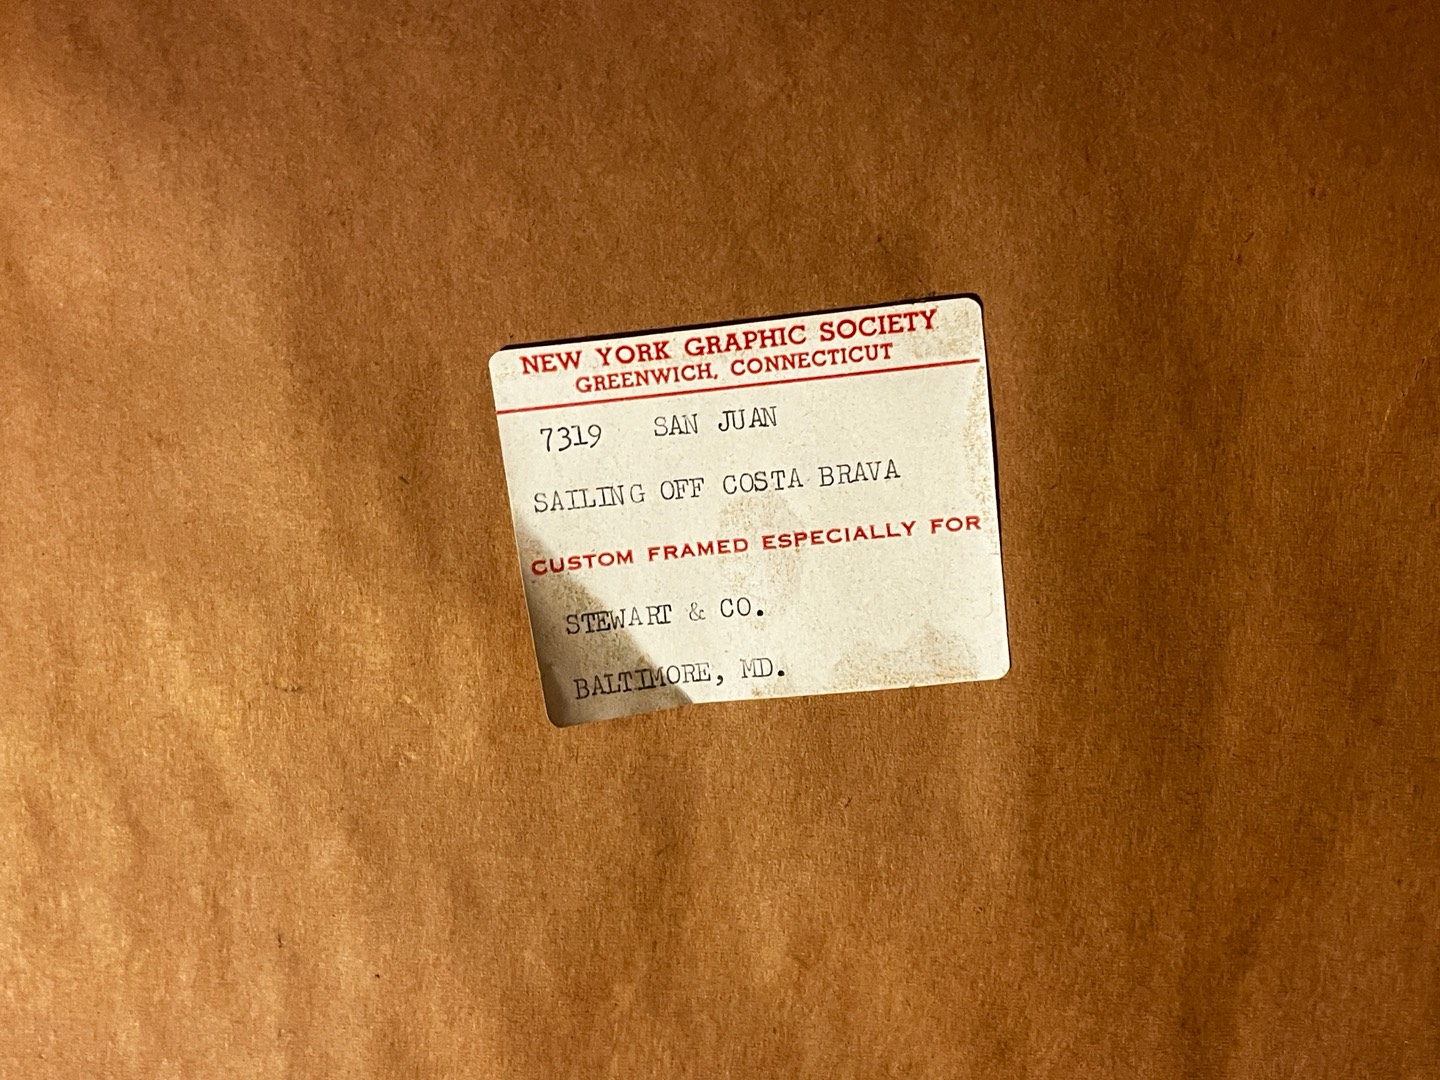 NEW YORK GRAPHIC SOCIETY
GREENWICH, CONNECTICUT
7319 SAN JUAN
SAILING OFF COSTA BRAVA
CUSTOM FRAMED ESPECIALLY FOR
STEWART & CO.
BALTIMORE, MD.